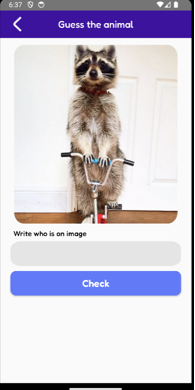 6:37
Guess the animal
Write who is on image
Check